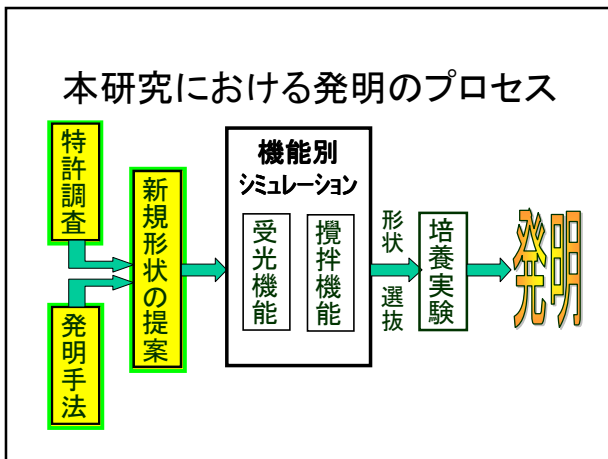 本研究における発明のプロセス
特許調査
発明手法
新規形状の提案
機能別
シミュレーション
受光機能
攪拌機能
形状
選抜
培養実験
発明